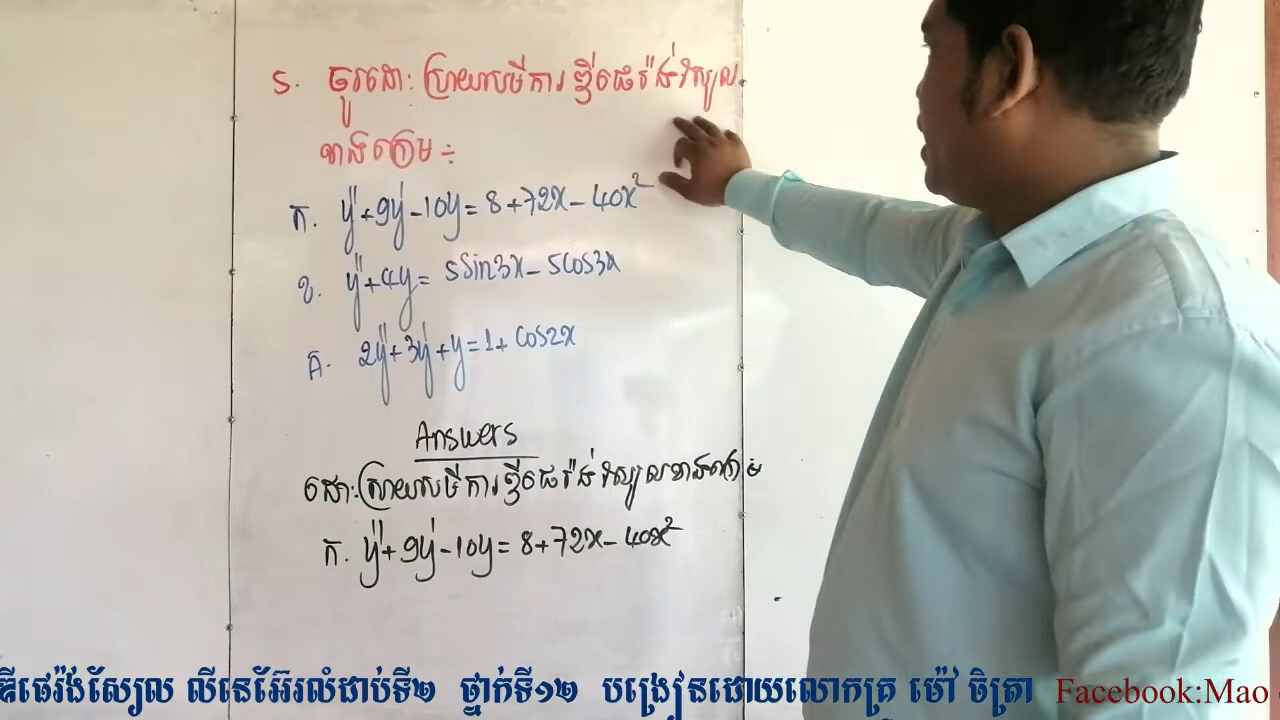 5. ចូរដោះស្រាយសមីការឌីផេរ៉ង់ស្យែល
ខាងក្រោម ÷
ក. y''+9y'-10y=8+72x-40x²
ខ. y''+4y= 5sin3x-5cos3x
គ. 2y''+3y'+y=1+cos2x
Answers
ដោះស្រាយសមីការឌីផេរ៉ង់ស្យែលខាងក្រោម
ក. y''+9y'-10y=8+72x-40x²
ឌីផេរ៉ង់ស្យែល លីនេអ៊ែរលំដាប់ទី២ ថ្នាក់ទី១២ បង្រៀនដោយលោកគ្រូ ម៉ៅ ចិត្រា Facebook:Mao